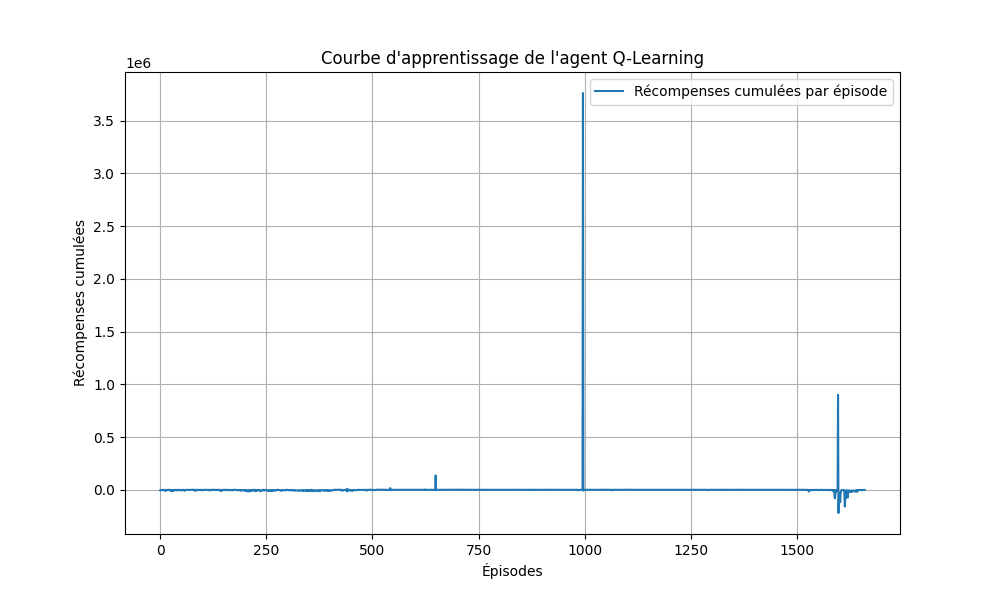 Courbe d'apprentissage de l'agent Q-Learning
1e6
Récompenses cumulées par épisode
3.5
3.0
2.5
2.0
1.5
1.0
0.5
0.0
Récompenses cumulées
0 250 500 750 1000 1250 1500
Épisodes